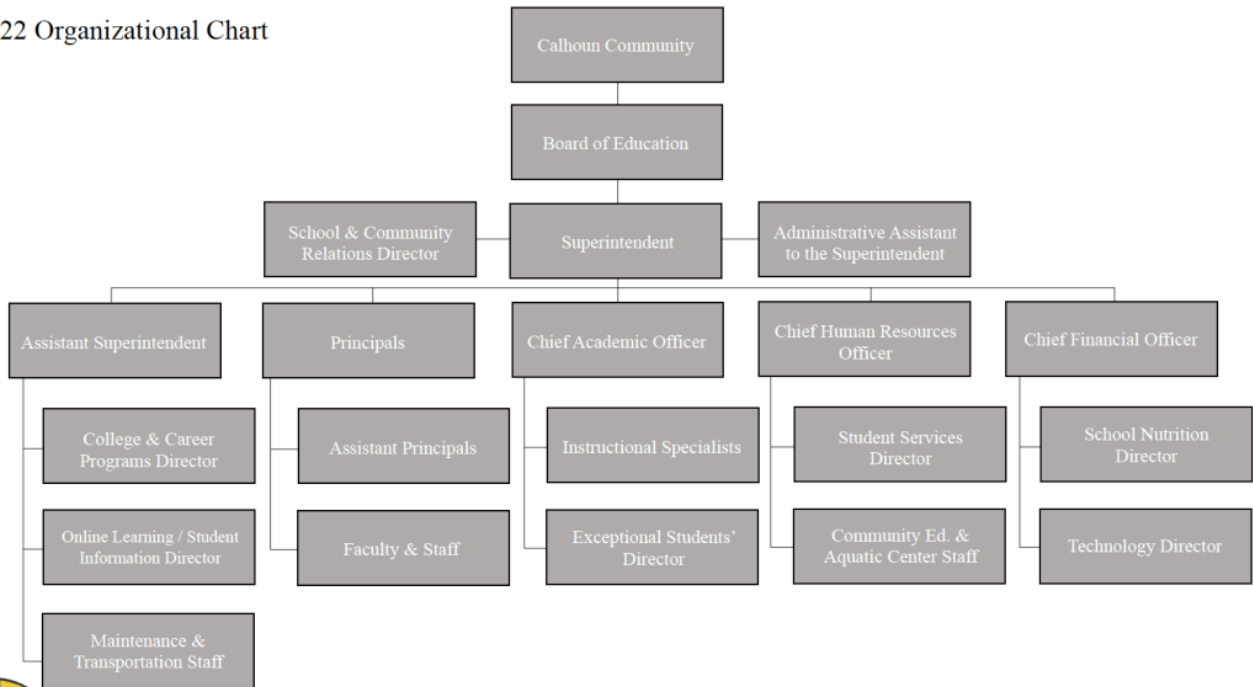 22 Organizational Chart
Calhoun Community
Board of Education
School & Community
Relations Director
Superintendent
Administrative Assistant
to the Superintendent
Assistant Superintendent
Principals
Chief Academic Officer
Chief Human Resources
Officer
Chief Financial Officer
College & Career
Programs Director
Assistant Principals
Instructional Specialists
Student Services
Director
School Nutrition
Director
Online Learning / Student
Information Director
Faculty & Staff
Exceptional Students’
Director
Community Ed. &
Aquatic Center Staff
Technology Director
Maintenance &
Transportation Staff